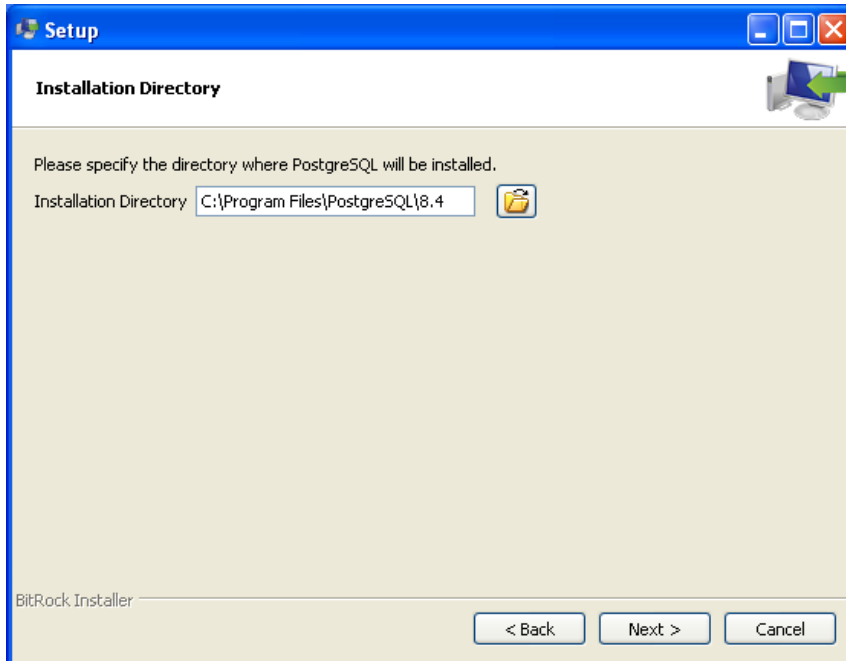 Setup
Installation Directory
Please specify the directory where PostgreSQL will be installed.
Installation Directory C:\Program Files\PostgreSQL\8.4
BitRock Installer
< Back Next > Cancel